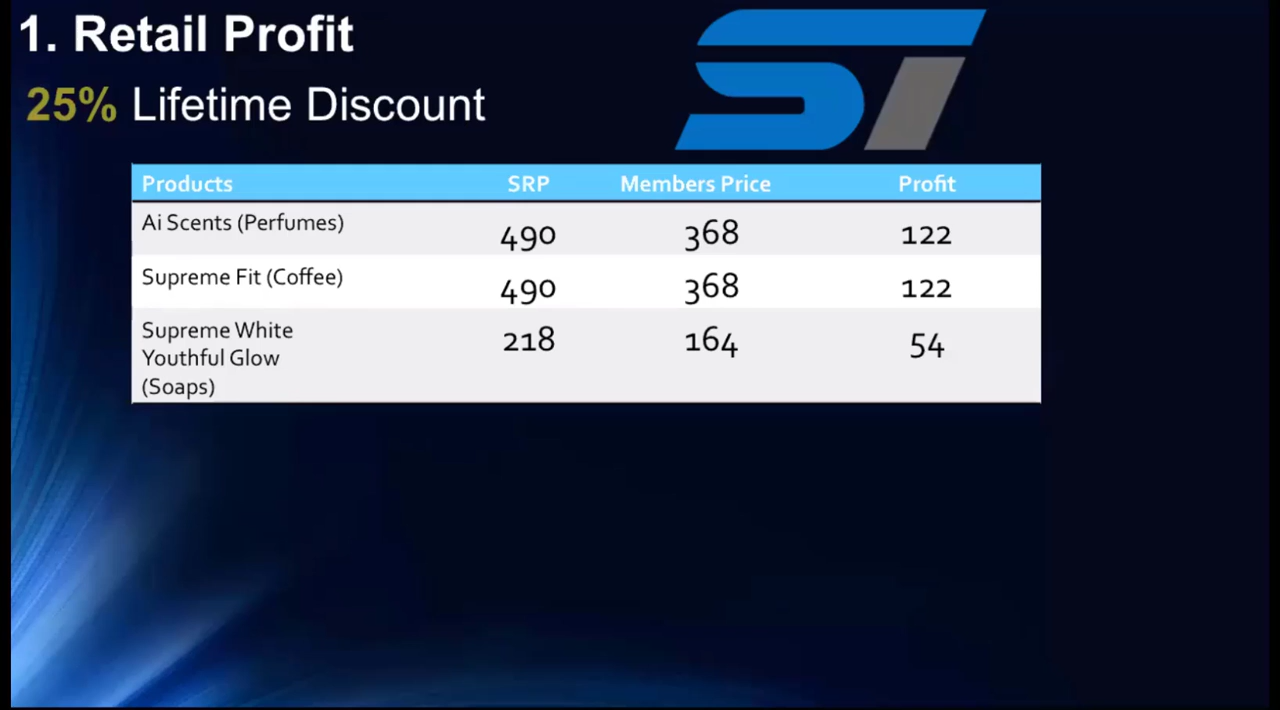 1. Retail Profit
25% Lifetime Discount
ST
Products SRP Members Price Profit
Ai Scents (Perfumes) 490 368 122
Supreme Fit (Coffee) 490 368 122
Supreme White 218 164 54
Youthful Glow
(Soaps)